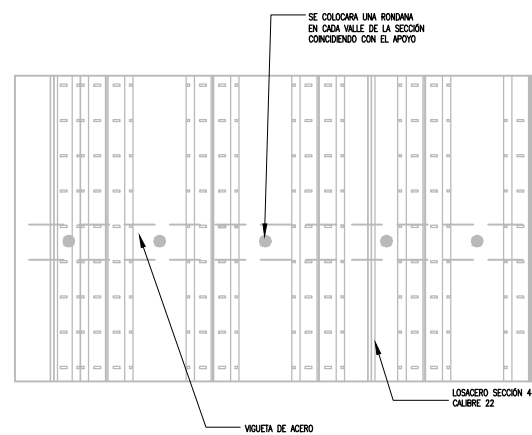 SE COLOCARA UNA RONDANA
EN CADA VALLE DE LA SECCIÓN
COINCIDIENDO CON EL APOYO
LOSACERO SECCIÓN 4
CALIBRE 22
VIGUETA DE ACERO